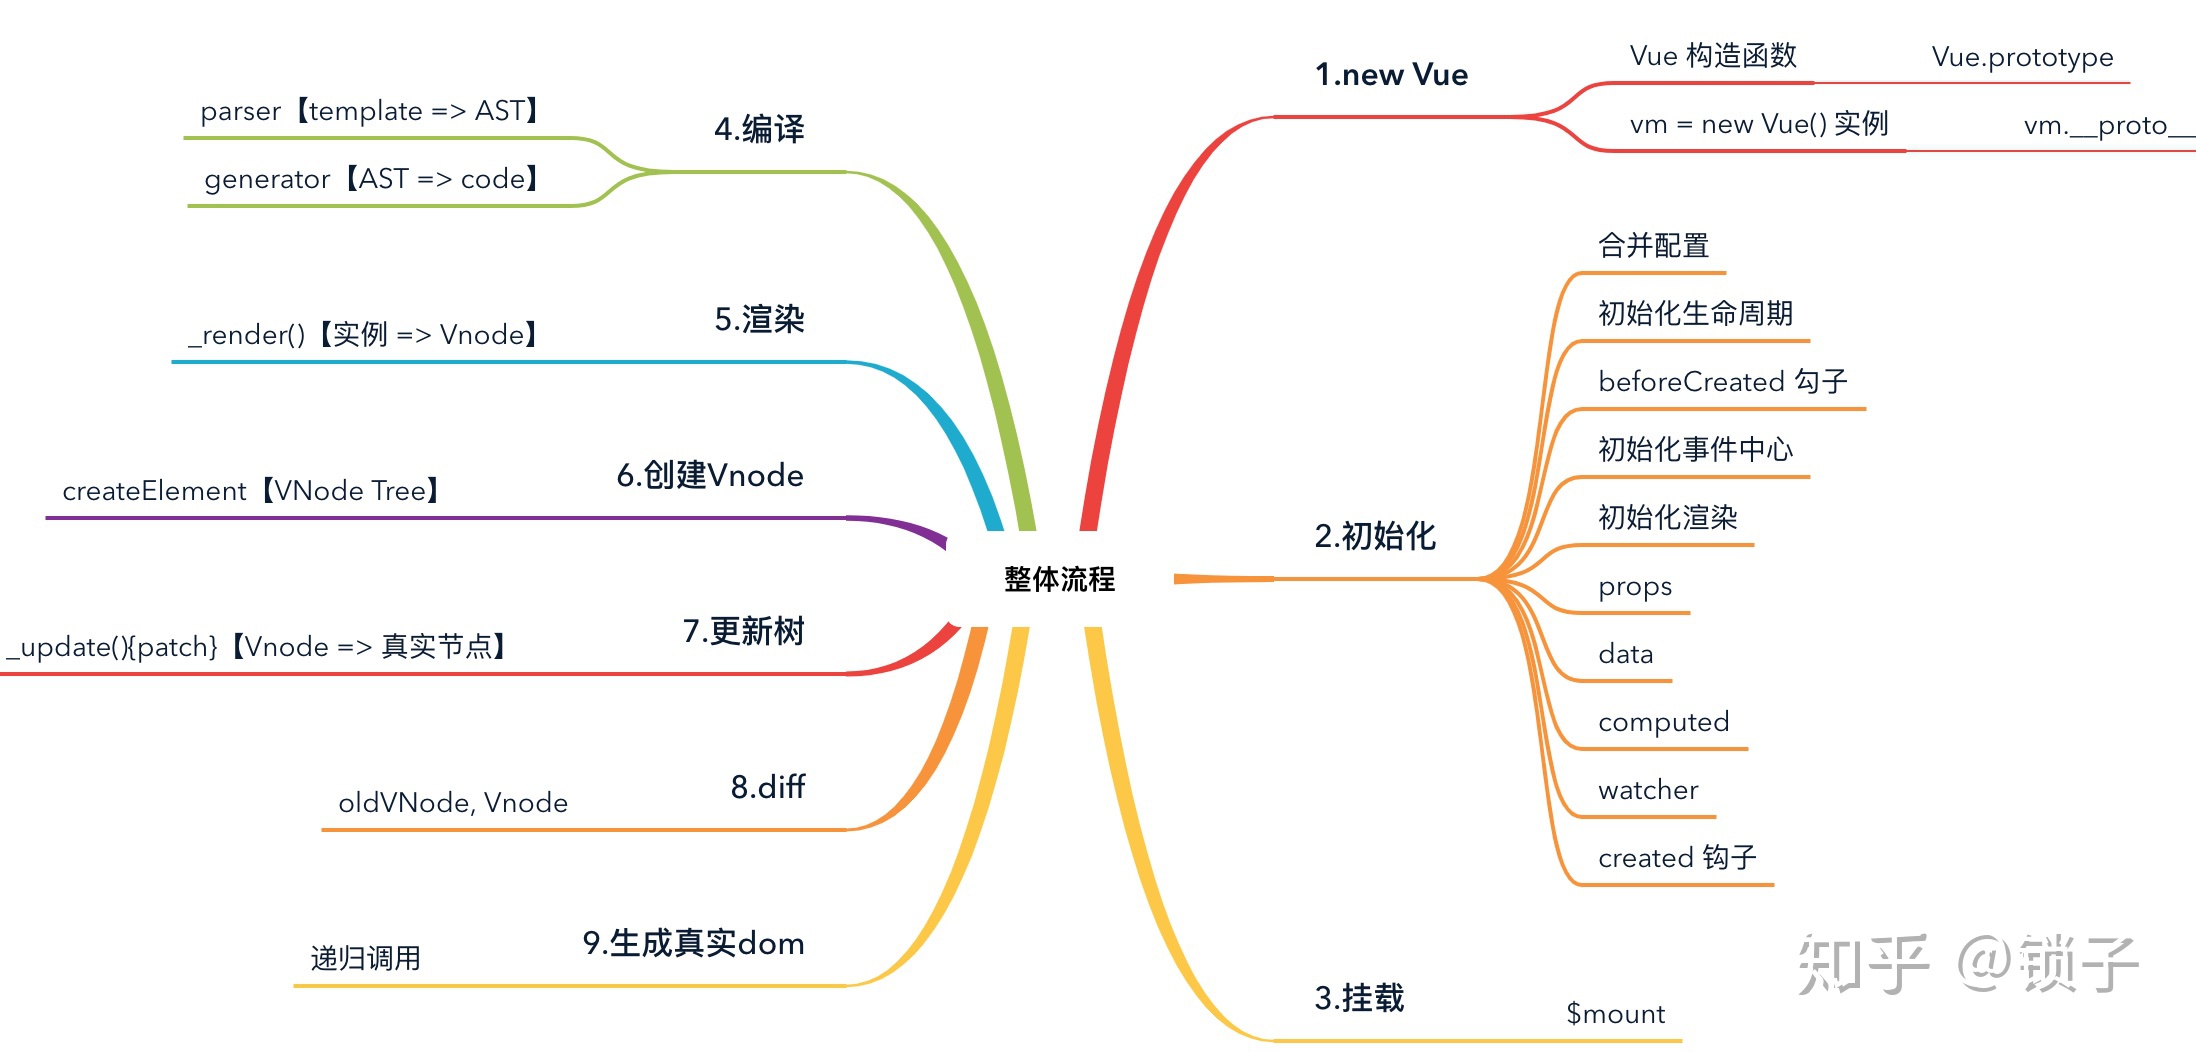 整体流程
1.new Vue
Vue 构造函数
Vue.prototype
vm = new Vue() 实例
vm.__proto__
2.初始化
合并配置
初始化生命周期
beforeCreated 勾子
初始化事件中心
初始化渲染
props
data
computed
watcher
created 钩子
3.挂载
$mount
4.编译
parser【template => AST】
generator【AST => code】
5.渲染
_render()【实例 => Vnode】
6.创建Vnode
createElement【VNode Tree】
7.更新树
_update(){patch}【Vnode => 真实节点】
8.diff
oldVNode, Vnode
9.生成真实dom
递归调用
知乎 @锁子